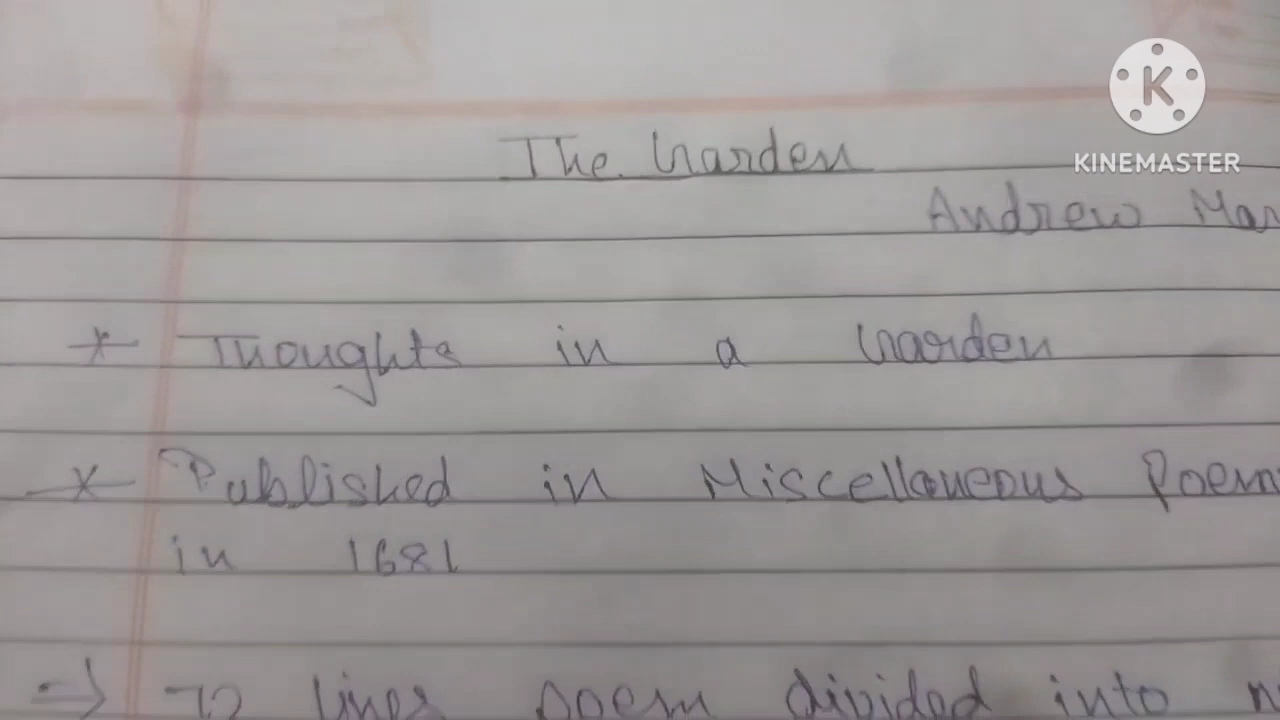 The Garden
Andrew Mar
* Thoughts in a Garden
* Published in Miscellaneous Poem
in 1681
→ 72 lines poem divided into n
K
KINEMASTER